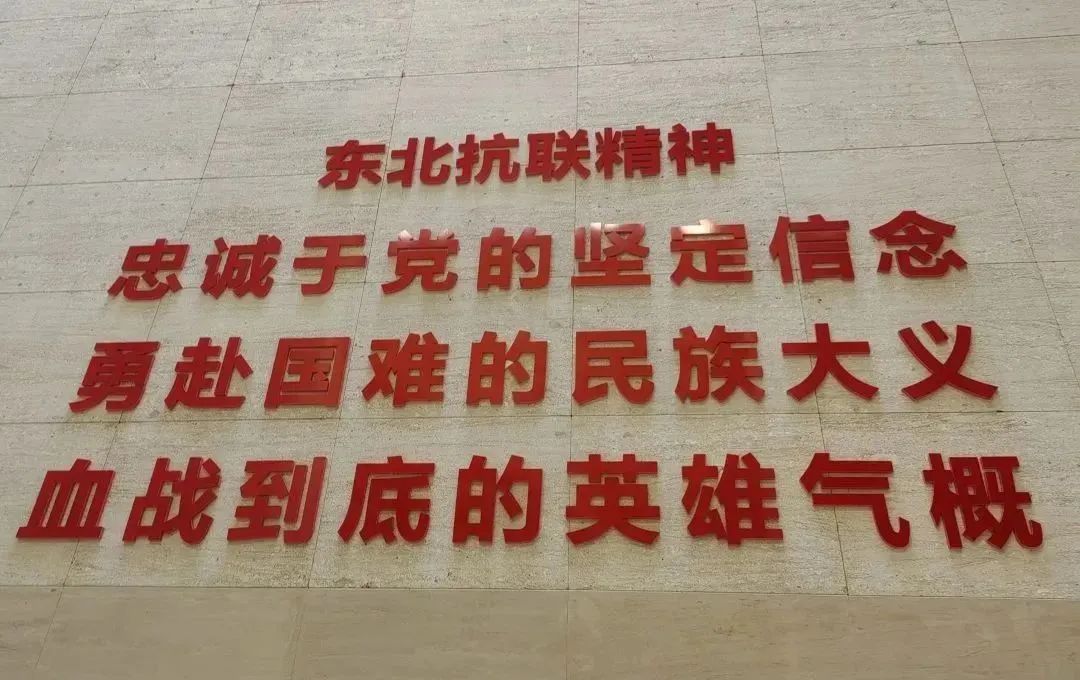 东北抗联精神
忠诚于党的坚定信念
勇赴国难的民族大义
血战到底的英雄气概